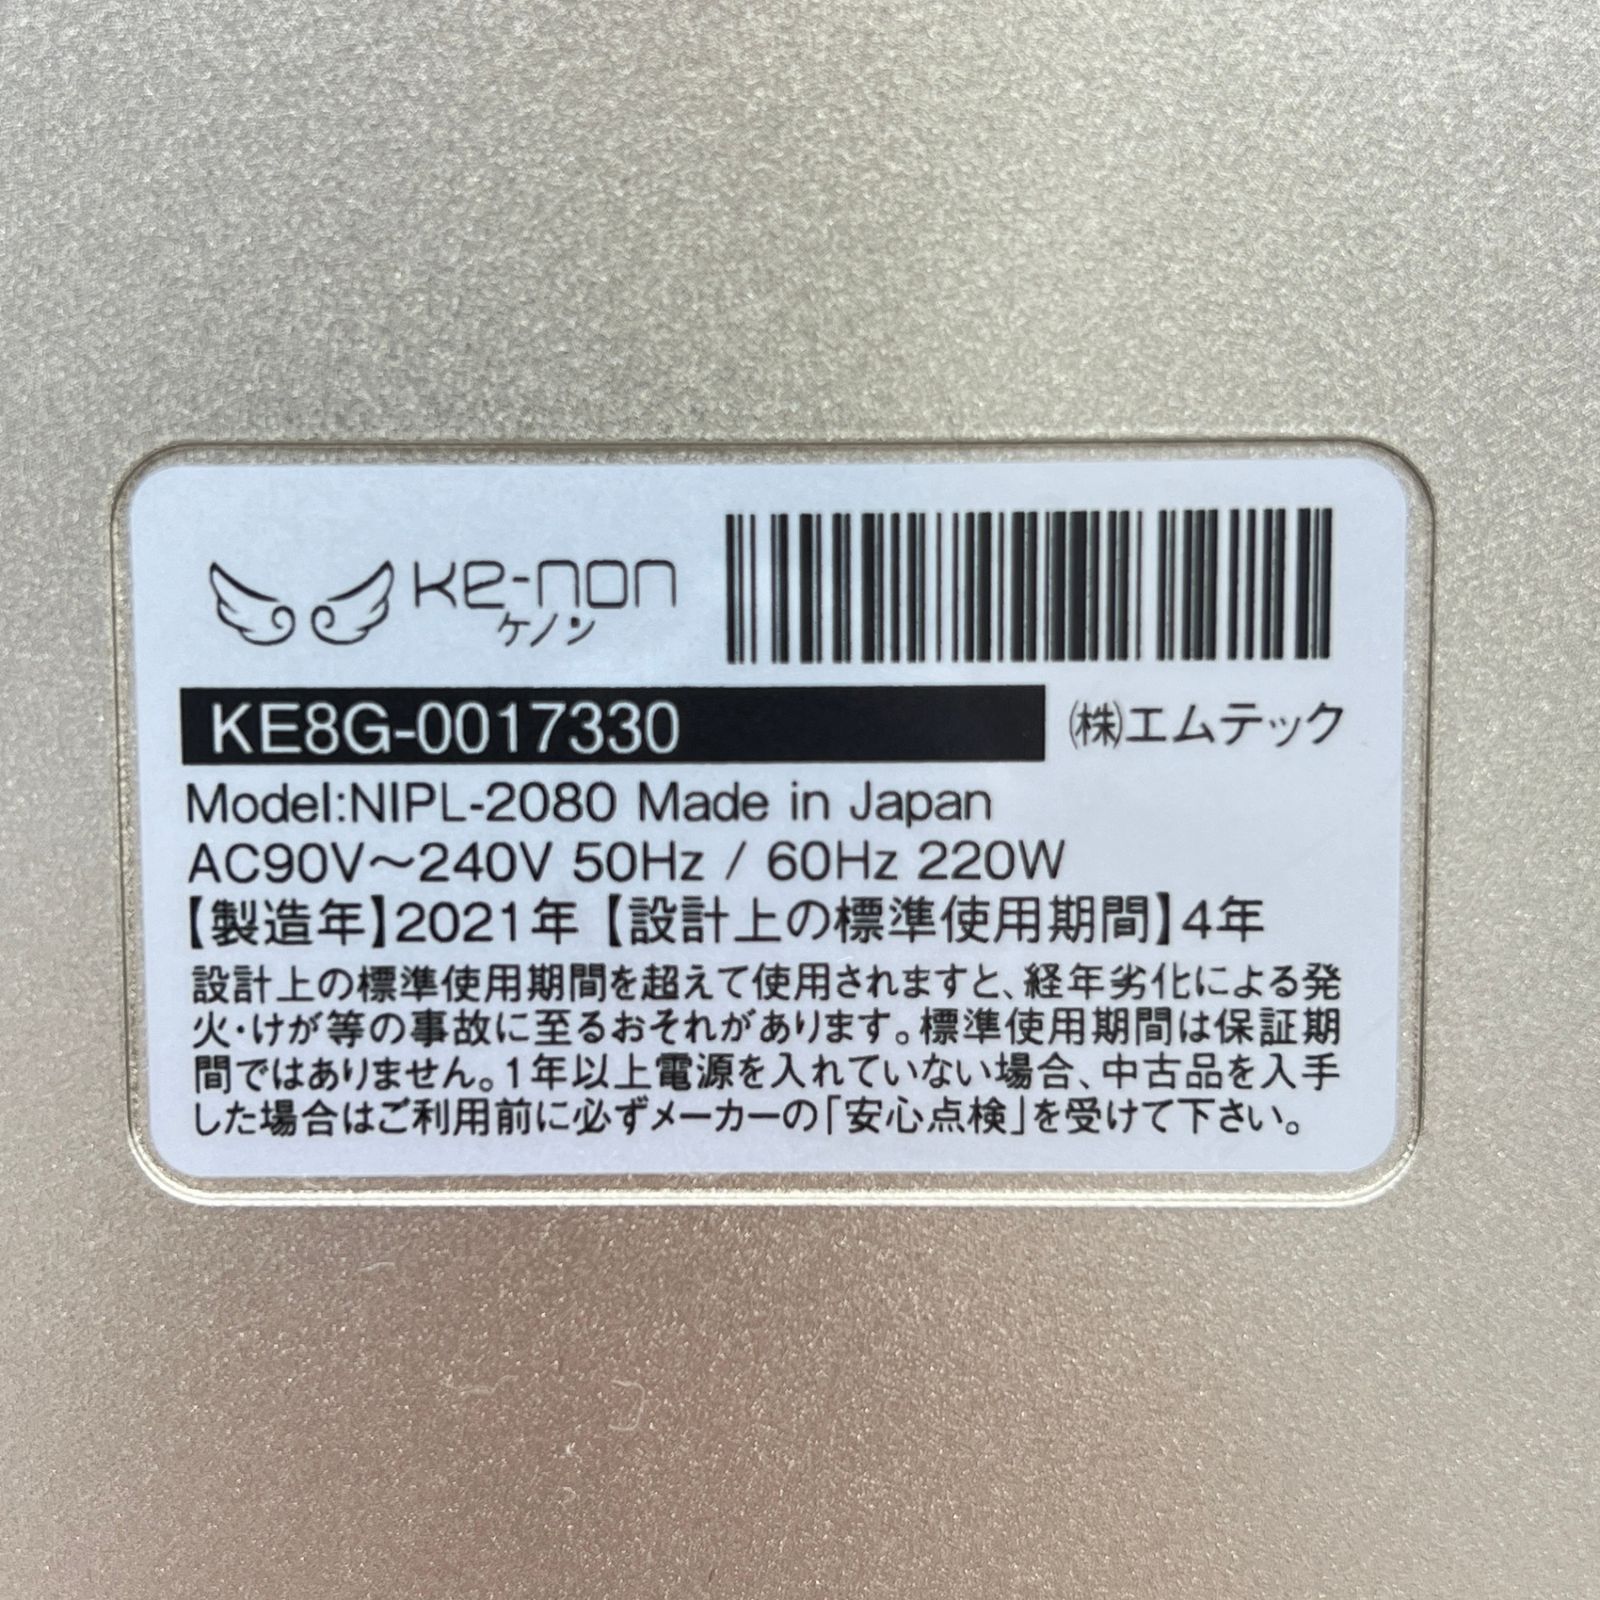 ke-non
ケノン
KE8G-0017330
㈱エムテック
Model:NIPL-2080 Made in Japan
AC90V～240V 50Hz / 60Hz 220W
【製造年】2021年【設計上の標準使用期間】4年
設計上の標準使用期間を超えて使用されますと、経年劣化による発
火・けが等の事故に至るおそれがあります。標準使用期間は保証期
間ではありません。1年以上電源を入れていない場合、中古品を入手
した場合はご利用前に必ずメーカーの「安心点検」を受けて下さい。